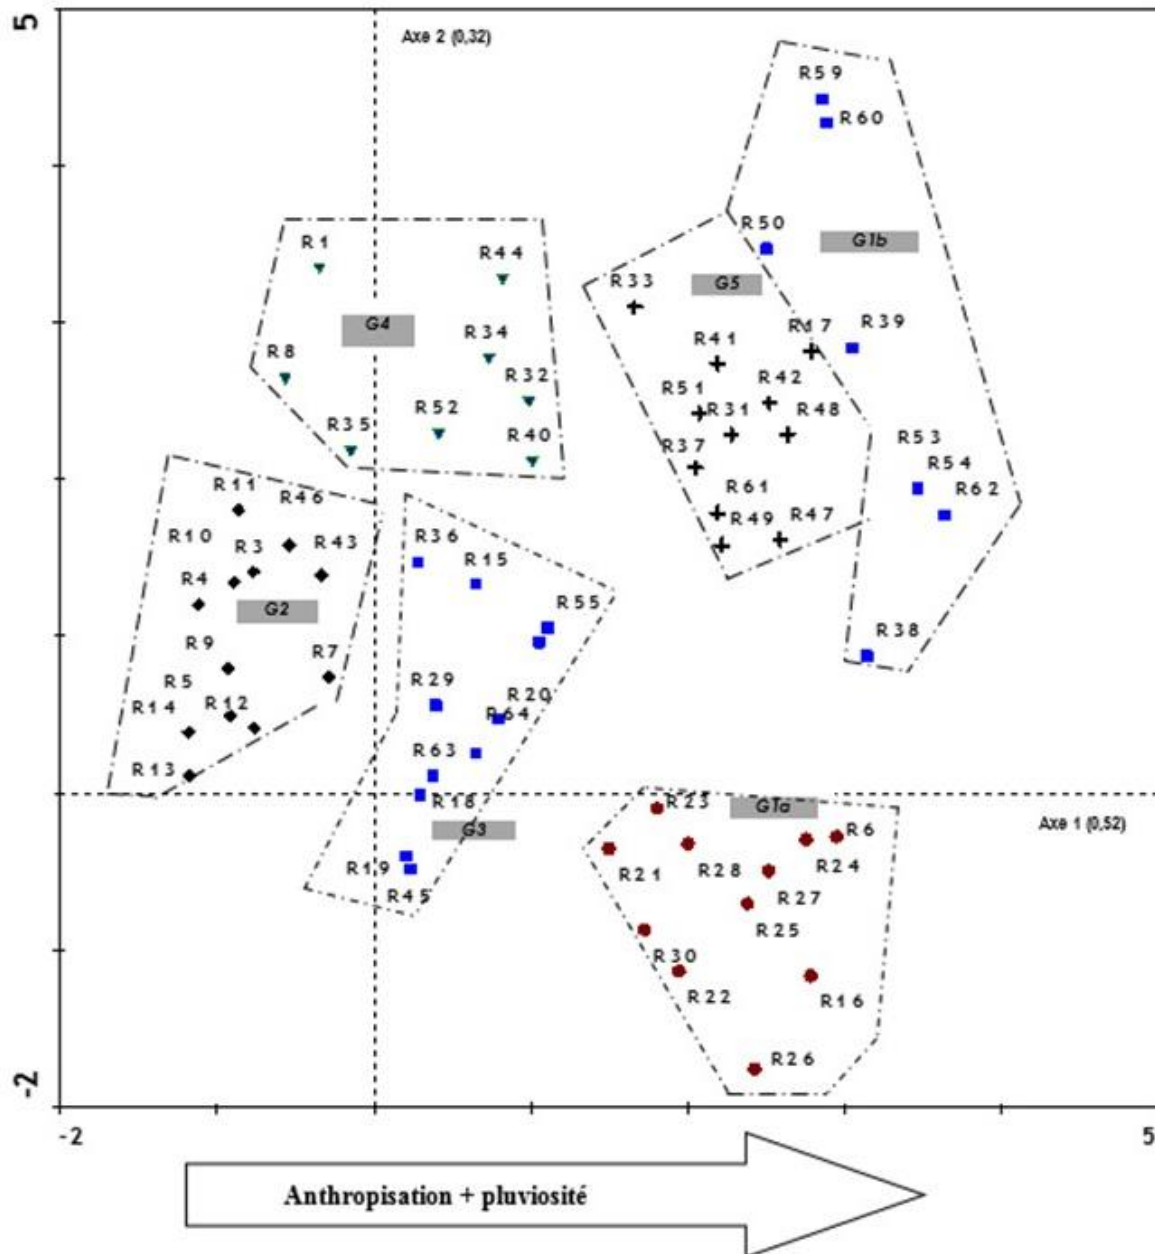 5
Axe 2 (0,32)
R59
R60
R50
G1b
R1
R44
R33
G5
G4
R34
R41
R17
R39
R8
R32
R42
R51
R52
R31
R48
R35
R40
R37
R53
R54
R11
R46
R61
R62
R10
R3
R43
R36
R49
R47
R15
R4
G2
R55
R9
R7
R38
R5
R29
R20
R14
R12
R64
R63
R13
R18
R23
G1a
Axe 1 (0,52)
G3
R6
R19
R21
R28
R24
R45
R27
R25
R30
R22
R16
R26
-2
-2
5
Anthropisation + pluviosité